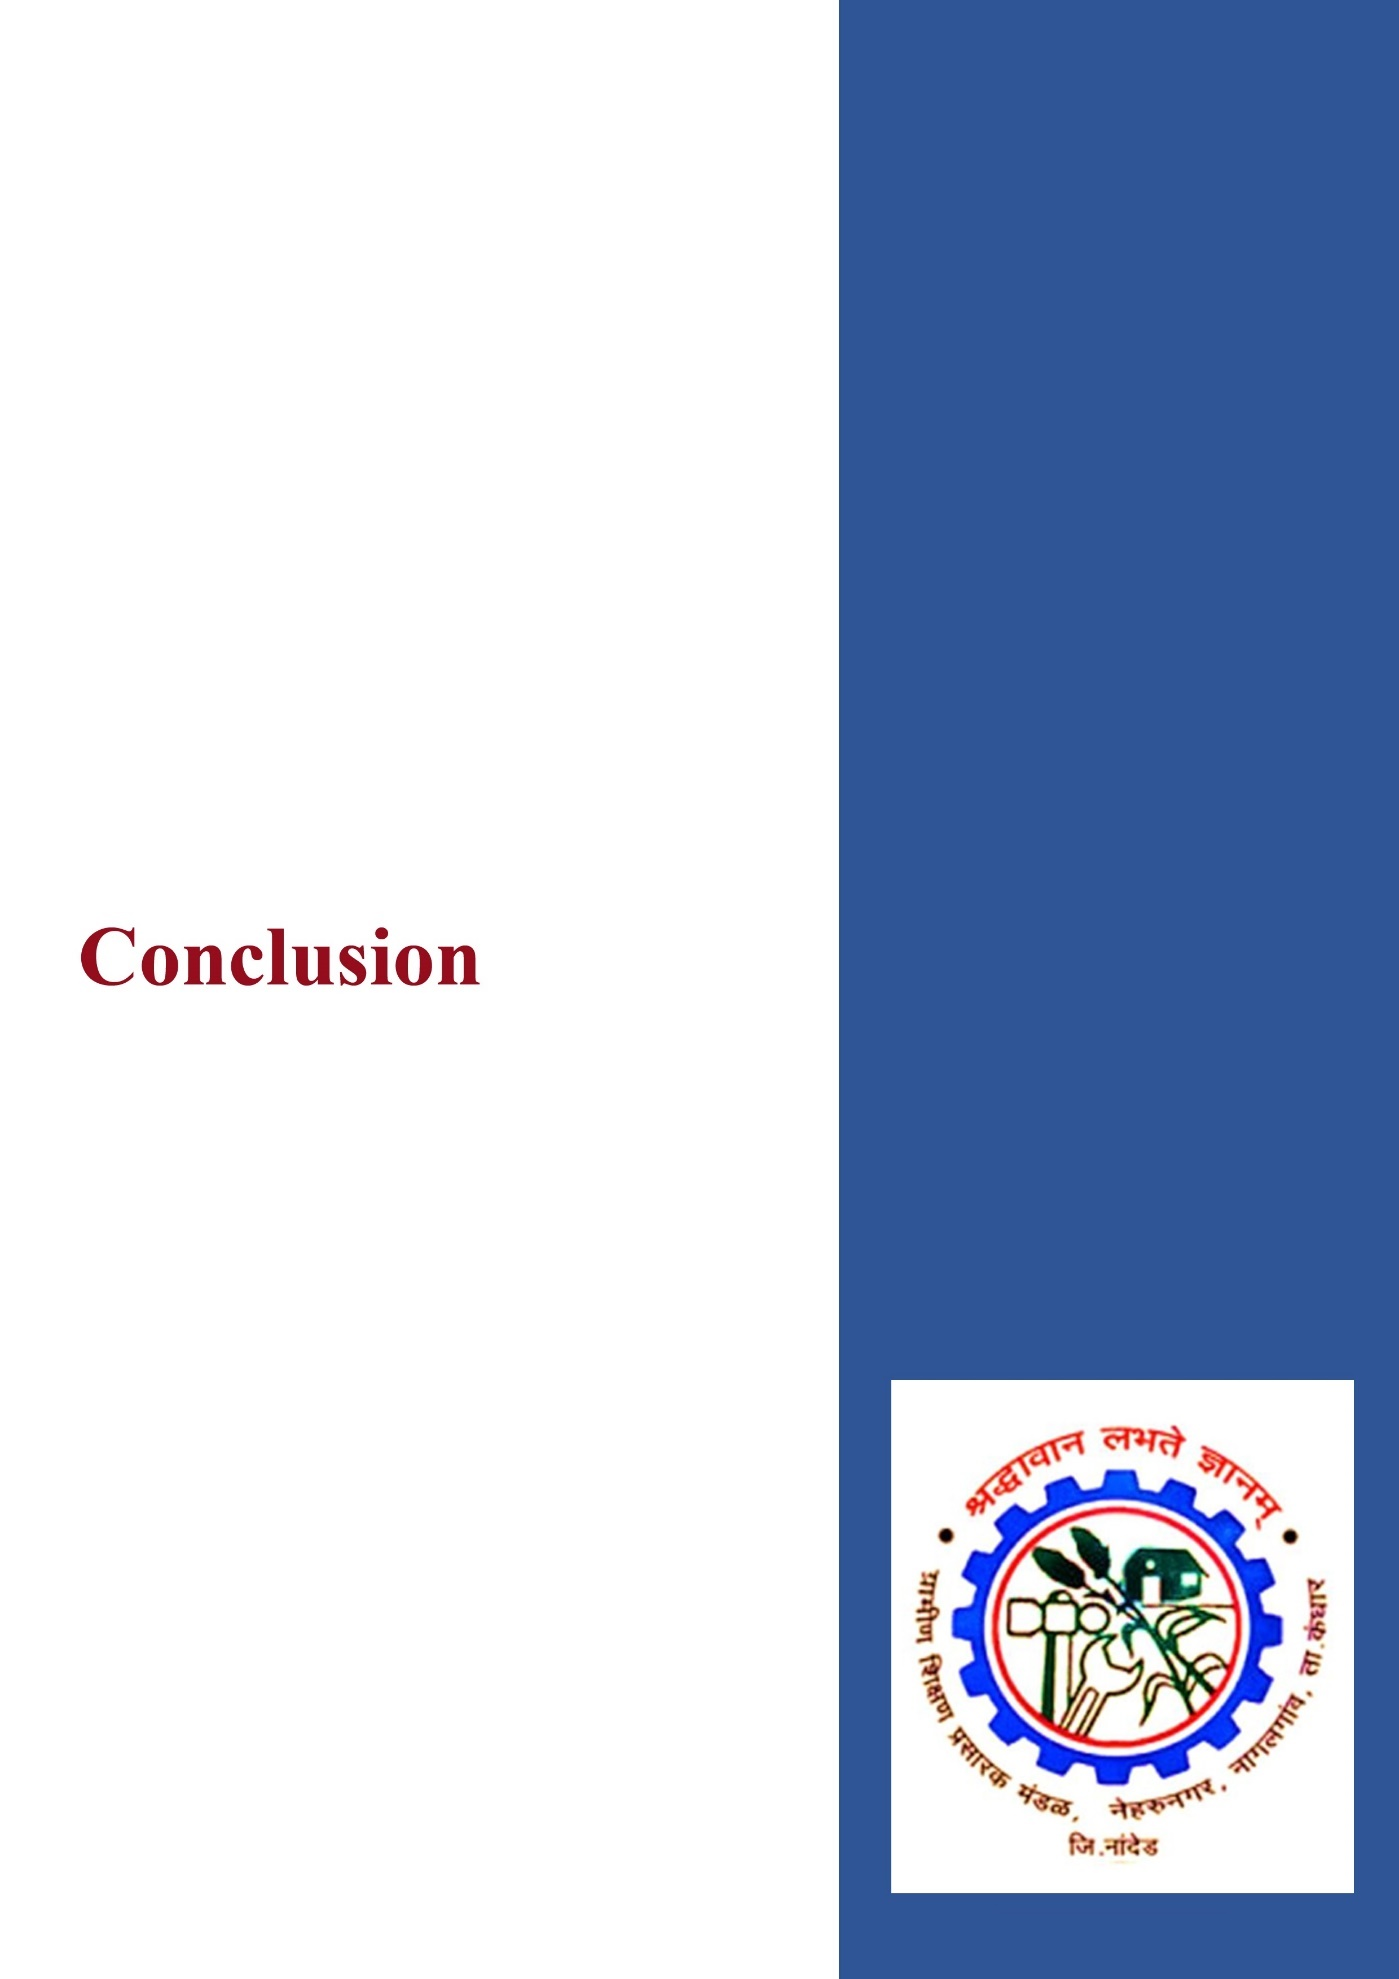 Conclusion
श्रद्धावान लभते ज्ञानम्
ग्रामीण शिक्षण प्रसारक मंडळ, नेहरुनगर, नागलगांव, ता.कंधार
जि.नांदेड